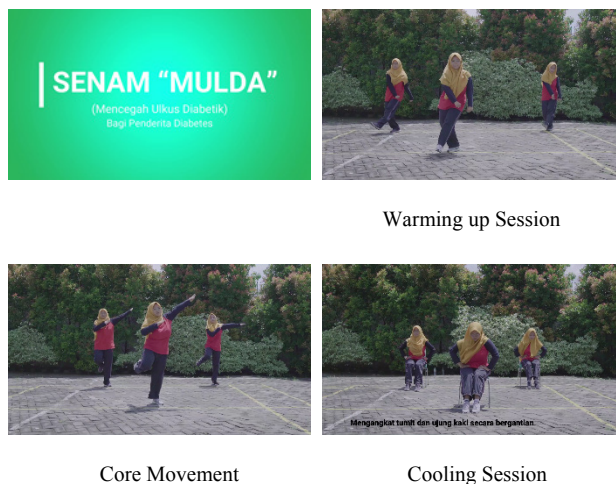 SENAM “MULDA”
(Mencegah Ulkus Diabetik)
Bagi Penderita Diabetes
Warming up Session
Mengangkat tumit dan ujung kaki secara bergantian.
Core Movement
Cooling Session